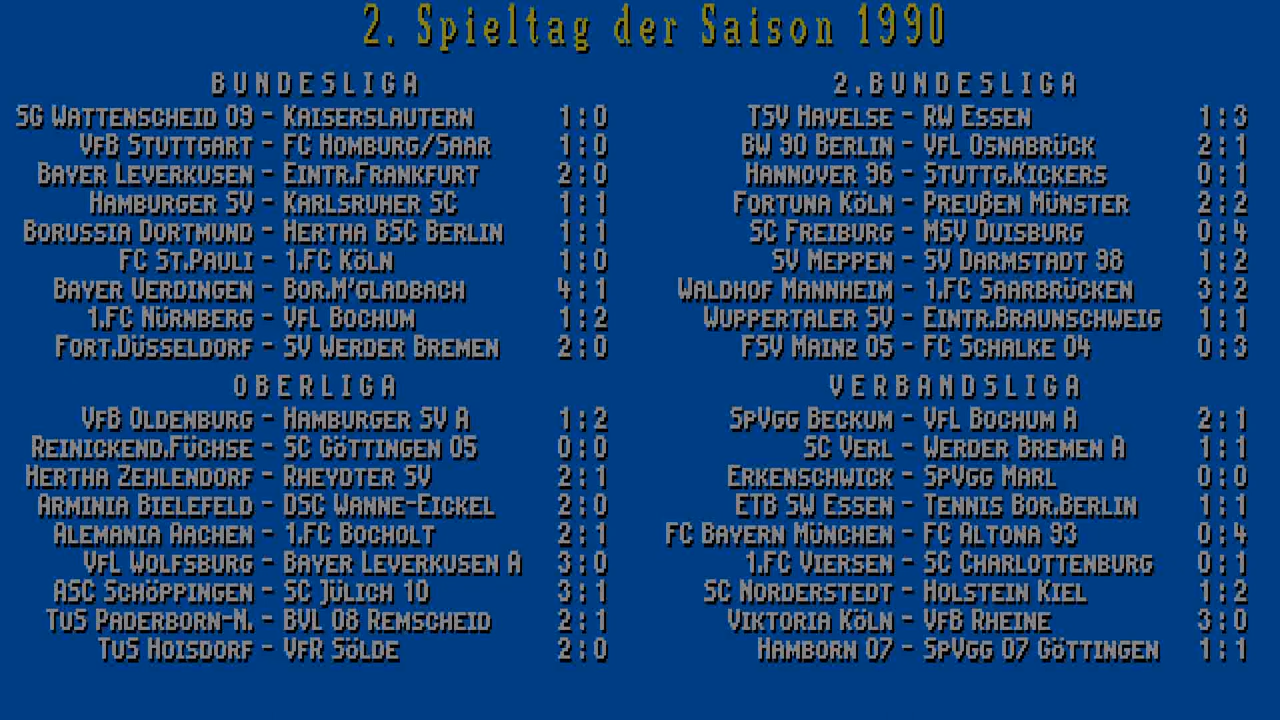 2. Spieltag der Saison 1990
BUNDESLIGA
SG WATTENSCHEID 09 - KAISERSLAUTERN 1:0
VFB STUTTGART - FC HOMBURG/SAAR 1:0
BAYER LEVERKUSEN - EINTR.FRANKFURT 2:0
HAMBURGER SV - KARLSRUHER SC 1:1
BORUSSIA DORTMUND - HERTHA BSC BERLIN 1:1
FC ST.PAULI - 1.FC KÖLN 1:0
BAYER UERDINGEN - BOR.M'GLADBACH 4:1
1.FC NÜRNBERG - VFL BOCHUM 1:2
FORT.DÜSSELDORF - SV WERDER BREMEN 2:0
2.BUNDESLIGA
TSV HAVELSE - RW ESSEN 1:3
BW 90 BERLIN - VFL OSNABRÜCK 2:1
HANNOVER 96 - STUTTG.KICKERS 0:1
FORTUNA KÖLN - PREUßEN MÜNSTER 2:2
SC FREIBURG - MSV DUISBURG 0:4
SV MEPPEN - SV DARMSTADT 98 1:2
WALDHOF MANNHEIM - 1.FC SAARBRÜCKEN 3:2
WUPPERTALER SV - EINTR.BRAUNSCHWEIG 1:1
FSV MAINZ 05 - FC SCHALKE 04 0:3
OBERLIGA
VFB OLDENBURG - HAMBURGER SV A 1:2
REINICKEND.FÜCHSE - SC GÖTTINGEN 05 0:0
HERTHA ZEHLENDORF - RHEYDTER SV 2:1
ARMINIA BIELEFELD - DSC WANNE-EICKEL 2:0
ALEMANIA AACHEN - 1.FC BOCHOLT 2:1
VFL WOLFSBURG - BAYER LEVERKUSEN A 3:0
ASC SCHÖPPINGEN - SC JÜLICH 10 3:1
TUS PADERBORN-N. - BVL 08 REMSCHEID 2:1
TUS HOISDORF - VFR SÖLDE 2:0
VERBANDSLIGA
SPVGG BECKUM - VFL BOCHUM A 2:1
SC VERL - WERDER BREMEN A 1:1
ERKENSCHWICK - SPVGG MARL 0:0
ETB SW ESSEN - TENNIS BOR.BERLIN 1:1
FC BAYERN MÜNCHEN - FC ALTONA 93 0:4
1.FC VIERSEN - SC CHARLOTTENBURG 0:1
SC NORDERSTEDT - HOLSTEIN KIEL 1:2
VIKTORIA KÖLN - VFB RHEINE 3:0
HAMBORN 07 - SPVGG 07 GÖTTINGEN 1:1